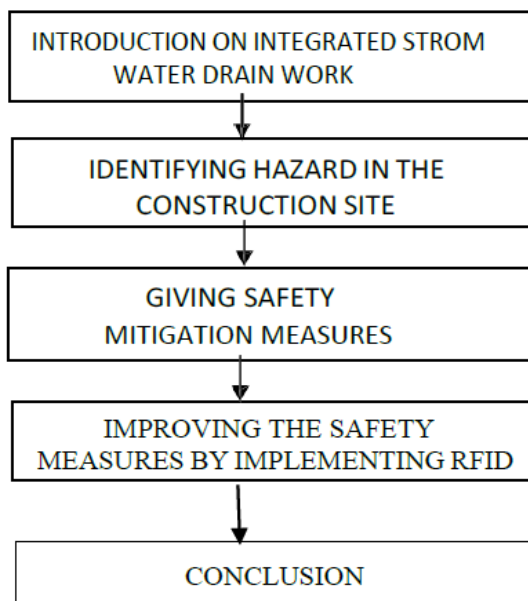 INTRODUCTION ON INTEGRATED STROM
WATER DRAIN WORK
IDENTIFYING HAZARD IN THE
CONSTRUCTION SITE
GIVING SAFETY
MITIGATION MEASURES
IMPROVING THE SAFETY
MEASURES BY IMPLEMENTING RFID
CONCLUSION